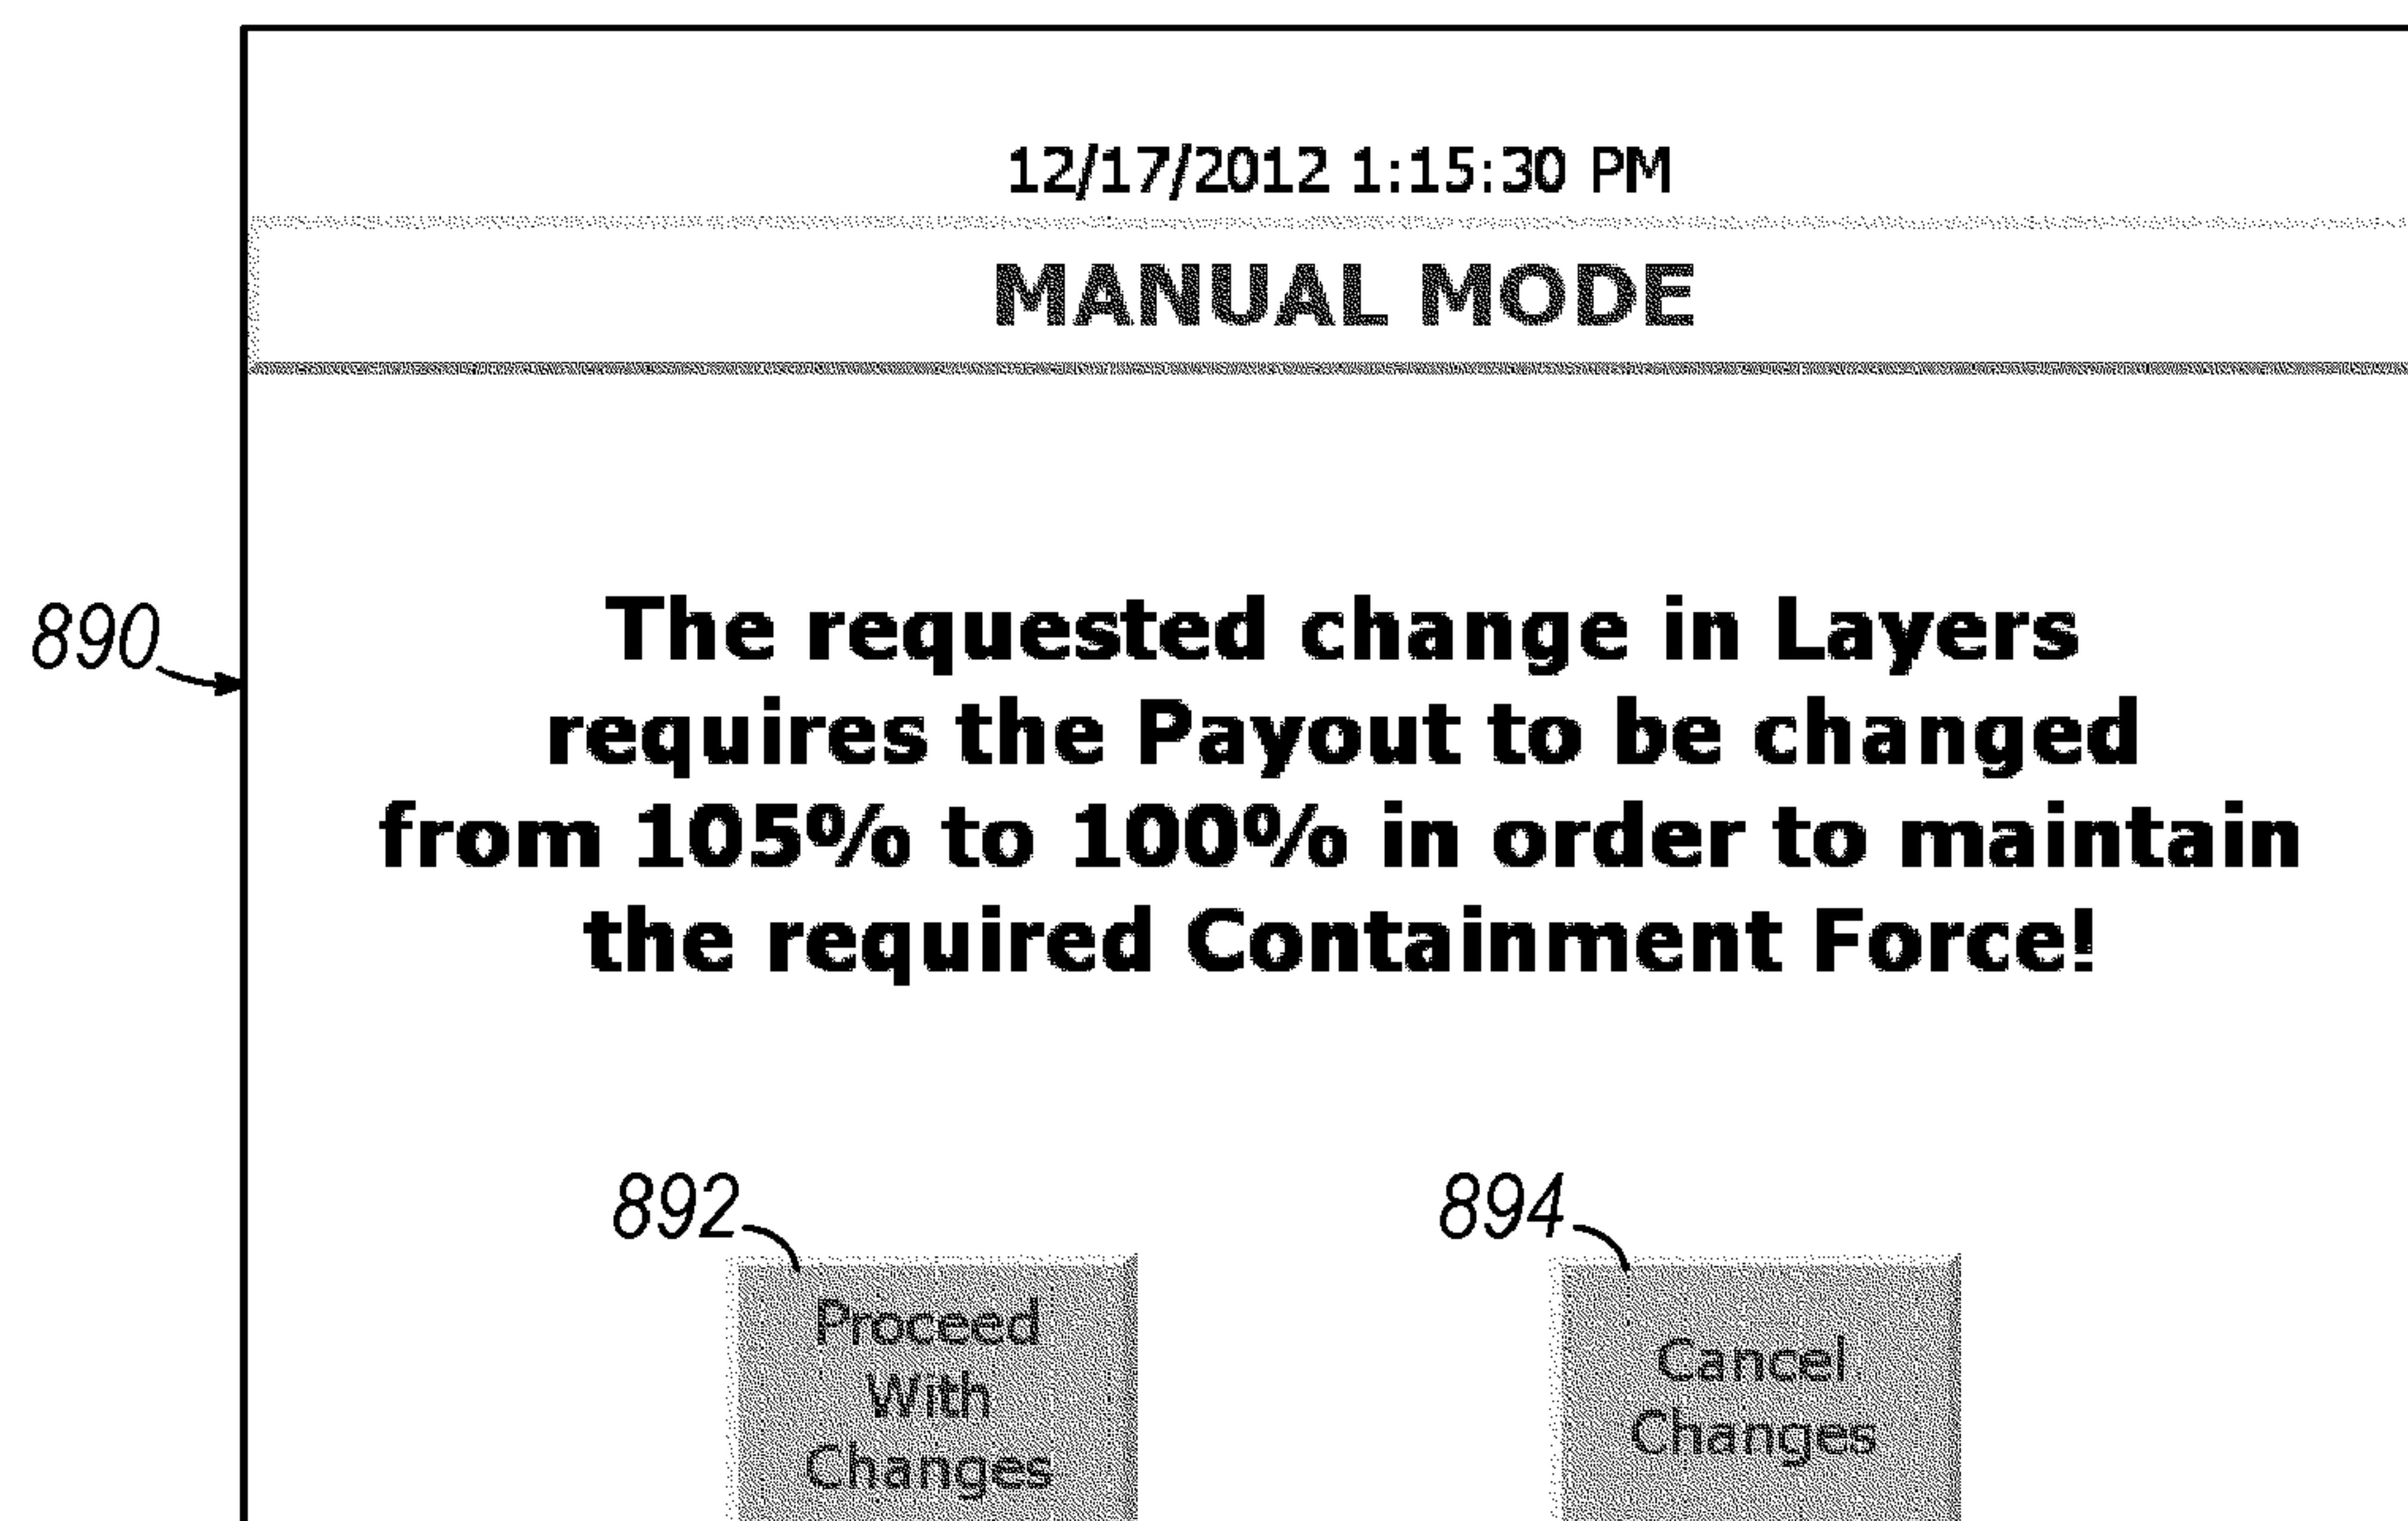 12/17/2012 1:15:30 PM
MANUAL MODE
890
The requested change in Layers
requires the Payout to be changed
from 105% to 100% in order to maintain
the required Containment Force!
892
894
Proceed
With
Changes
Cancel
Changes